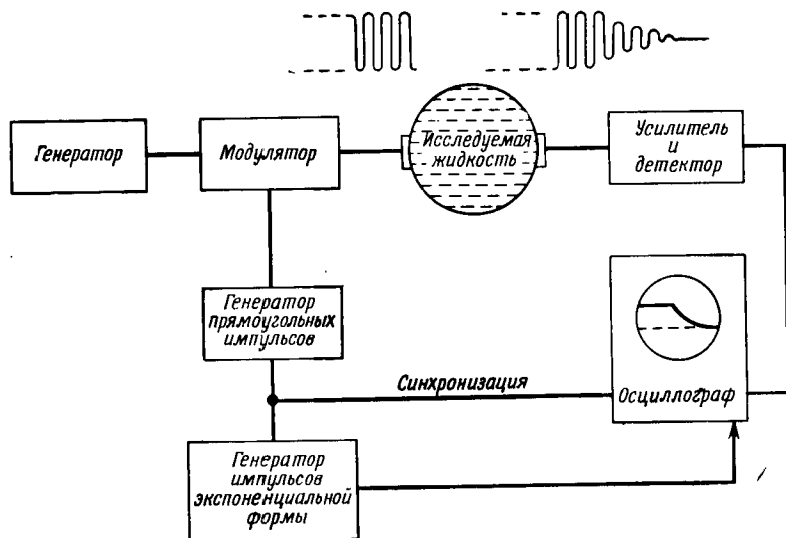 Генератор
Модулятор
Исследуемая
жидкость
Усилитель
и
детектор
Генератор
прямоугольных
импульсов
Синхронизация
Осциллограф
Генератор
импульсов
экспоненциальной
формы